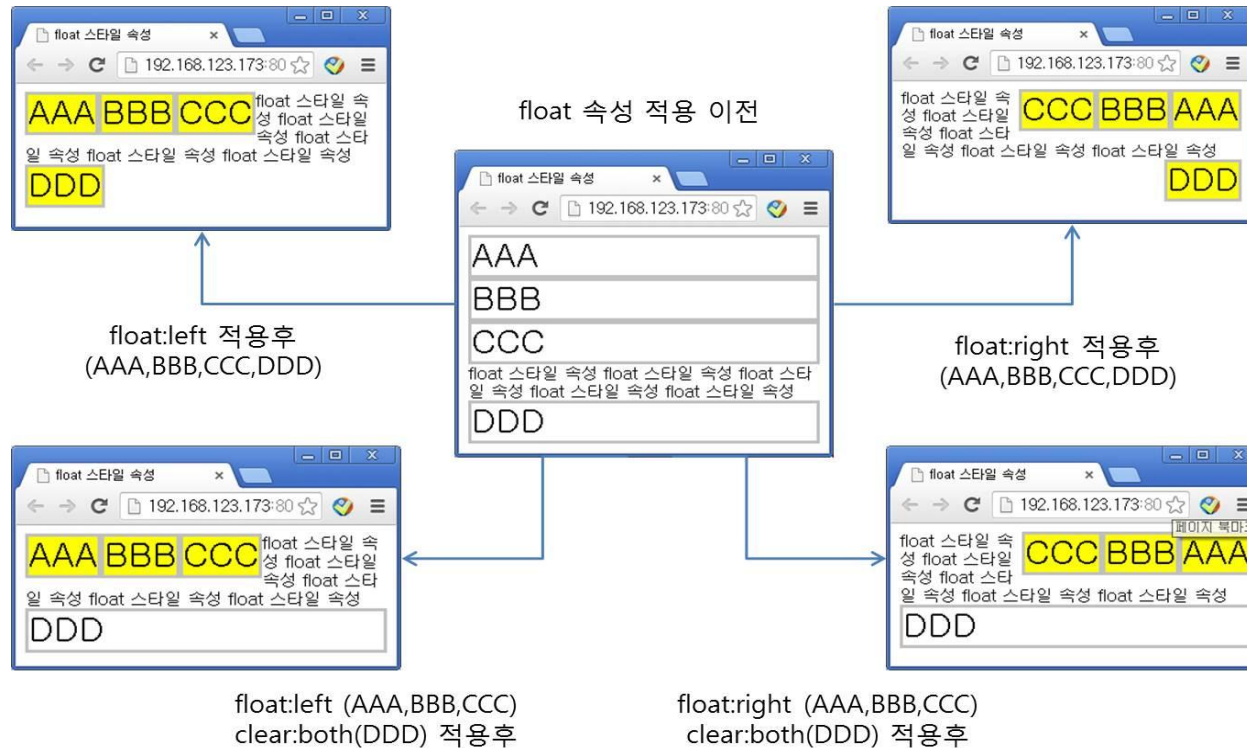 float 스타일 속성
192.168.123.173:80
AAA BBB CCC float 스타일 속
성 float 스타일
속성 float 스타
일 속성 float 스타일 속성 float 스타일 속성
DDD
float:left 적용후
(AAA,BBB,CCC,DDD)
float 속성 적용 이전
float 스타일 속성
192.168.123.173:80
AAA
BBB
CCC
float 스타일 속성 float 스타일 속성 float 스타
일 속성 float 스타일 속성 float 스타일 속성
DDD
float 스타일 속성
192.168.123.173:80
float 스타일 속 CCC BBB AAA
성 float 스타일
속성 float 스타
일 속성 float 스타일 속성 float 스타일 속성
DDD
float:right 적용후
(AAA,BBB,CCC,DDD)
float 스타일 속성
192.168.123.173:80
AAA BBB CCC float 스타일 속
성 float 스타일
속성 float 스타
일 속성 float 스타일 속성 float 스타일 속성
DDD
float:left (AAA,BBB,CCC)
clear:both(DDD) 적용후
float 스타일 속성
192.168.123.173:80
페이지 북마
float 스타일 속 CCC BBB AAA
성 float 스타일
속성 float 스타
일 속성 float 스타일 속성 float 스타일 속성
DDD
float:right (AAA,BBB,CCC)
clear:both(DDD) 적용후